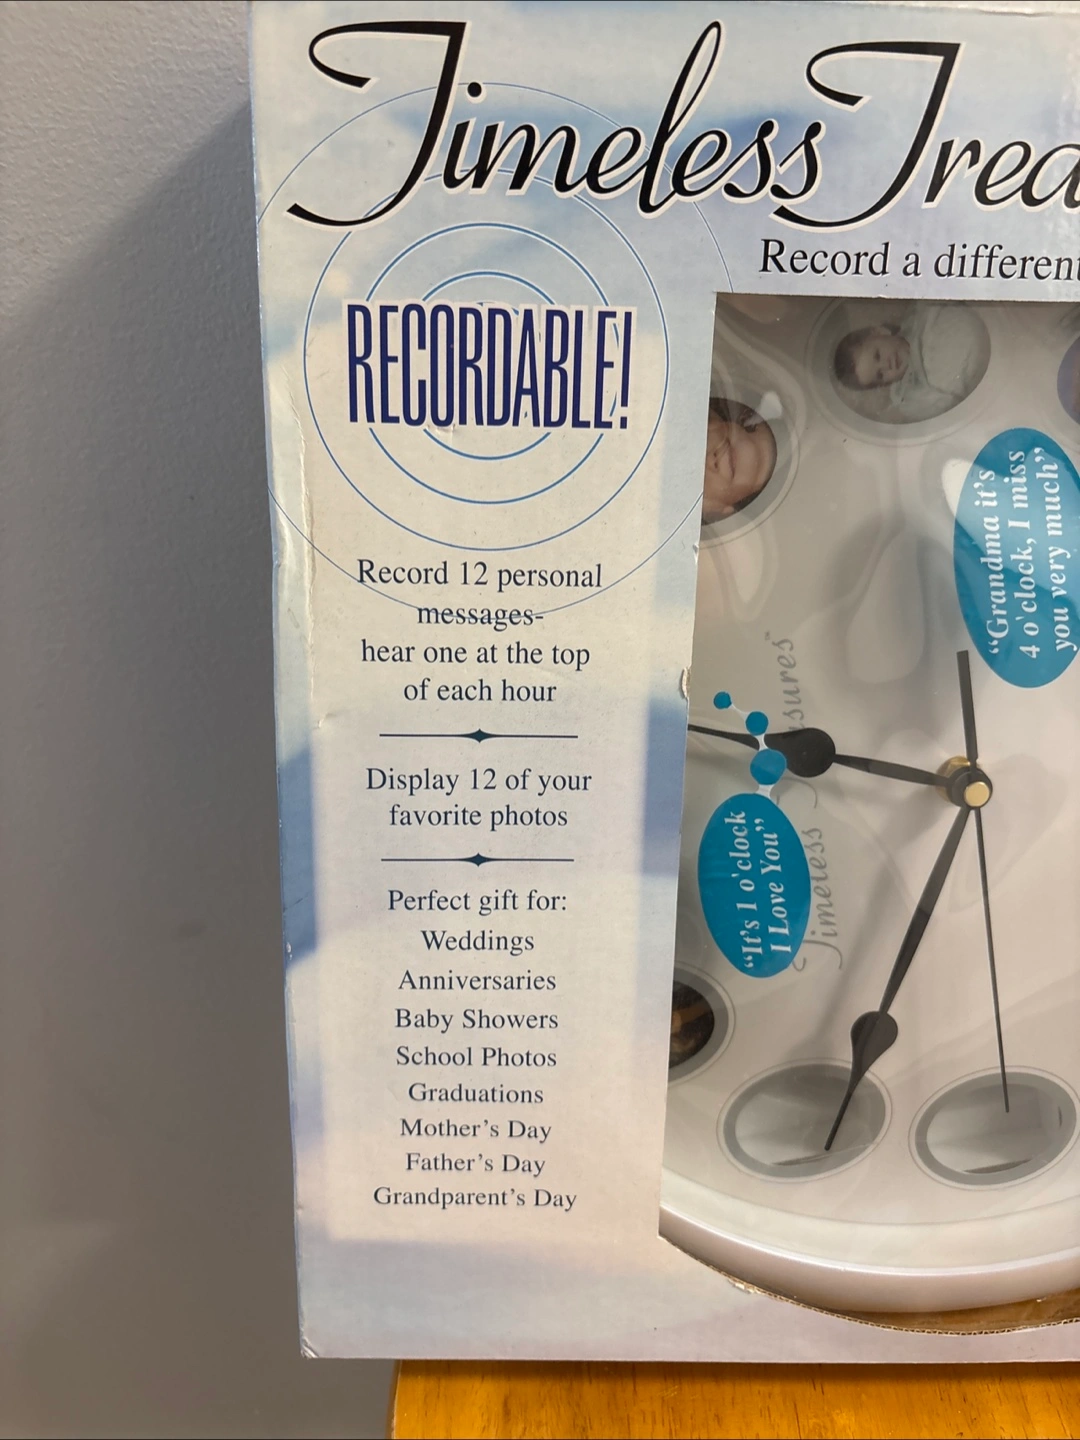 Timeless Trea
Record a different
RECORDABLE!
Record 12 personal
messages-
hear one at the top
of each hour
Display 12 of your
favorite photos
Perfect gift for:
Weddings
Anniversaries
Baby Showers
School Photos
Graduations
Mother's Day
Father's Day
Grandparent's Day
"Grandma it's
4 o'clock, I miss
you very much"
"It's 1 o'clock
I Love You"
Timeless sures™